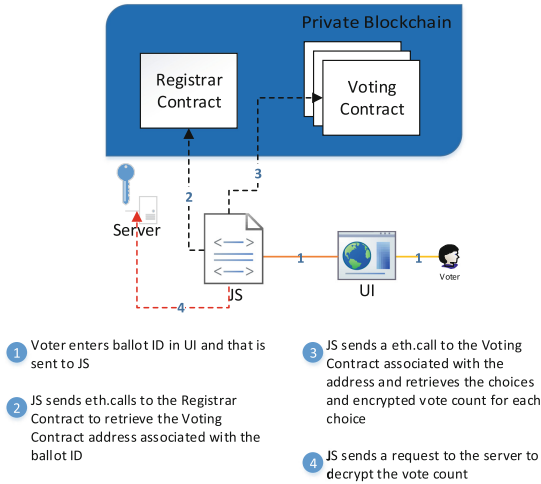 Private Blockchain
Registrar
Contract
Voting
Contract
3
2
Server
1
1
Voter
JS
UI
4
1 Voter enters ballot ID in UI and that is
sent to JS
2 JS sends eth.calls to the Registrar
Contract to retrieve the Voting
Contract address associated with the
ballot ID
3 JS sends a eth.call to the Voting
Contract associated with the
address and retrieves the choices
and encrypted vote count for each
choice
4 JS sends a request to the server to
decrypt the vote count